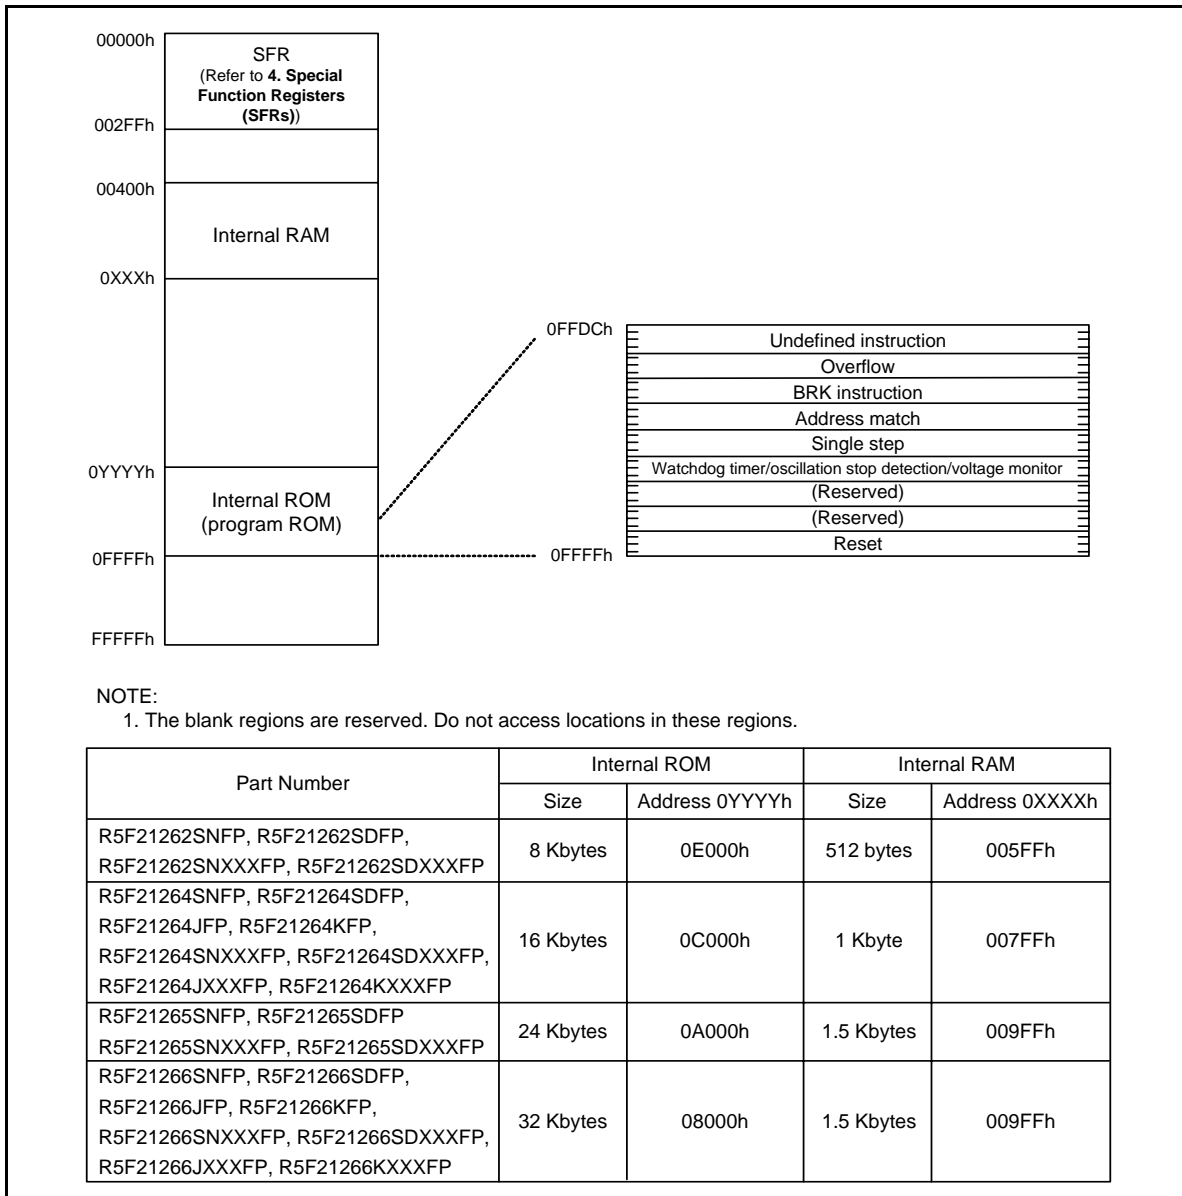 00000h
SFR
(Refer to 4. Special
Function Registers
(SFRs))
002FFh
00400h
Internal RAM
0XXXh
0YYYYh
Internal ROM
(program ROM)
0FFFFh
FFFFFh
0FFDCh
Undefined instruction
Overflow
BRK instruction
Address match
Single step
Watchdog timer/oscillation stop detection/voltage monitor
(Reserved)
(Reserved)
Reset
0FFFFh
NOTE:
1. The blank regions are reserved. Do not access locations in these regions.
Part Number Internal ROM Internal RAM
Size Address 0YYYYh Size Address 0XXXXh
R5F21262SNFP, R5F21262SDFP,
R5F21262SNXXXFP, R5F21262SDXXXFP
8 Kbytes 0E000h 512 bytes 005FFh
R5F21264SNFP, R5F21264SDFP,
R5F21264JFP, R5F21264KFP,
R5F21264SNXXXFP, R5F21264SDXXXFP,
R5F21264JXXXFP, R5F21264KXXXFP
16 Kbytes 0C000h 1 Kbyte 007FFh
R5F21265SNFP, R5F21265SDFP
R5F21265SNXXXFP, R5F21265SDXXXFP
24 Kbytes 0A000h 1.5 Kbytes 009FFh
R5F21266SNFP, R5F21266SDFP,
R5F21266JFP, R5F21266KFP,
R5F21266SNXXXFP, R5F21266SDXXXFP,
R5F21266JXXXFP, R5F21266KXXXFP
32 Kbytes 08000h 1.5 Kbytes 009FFh